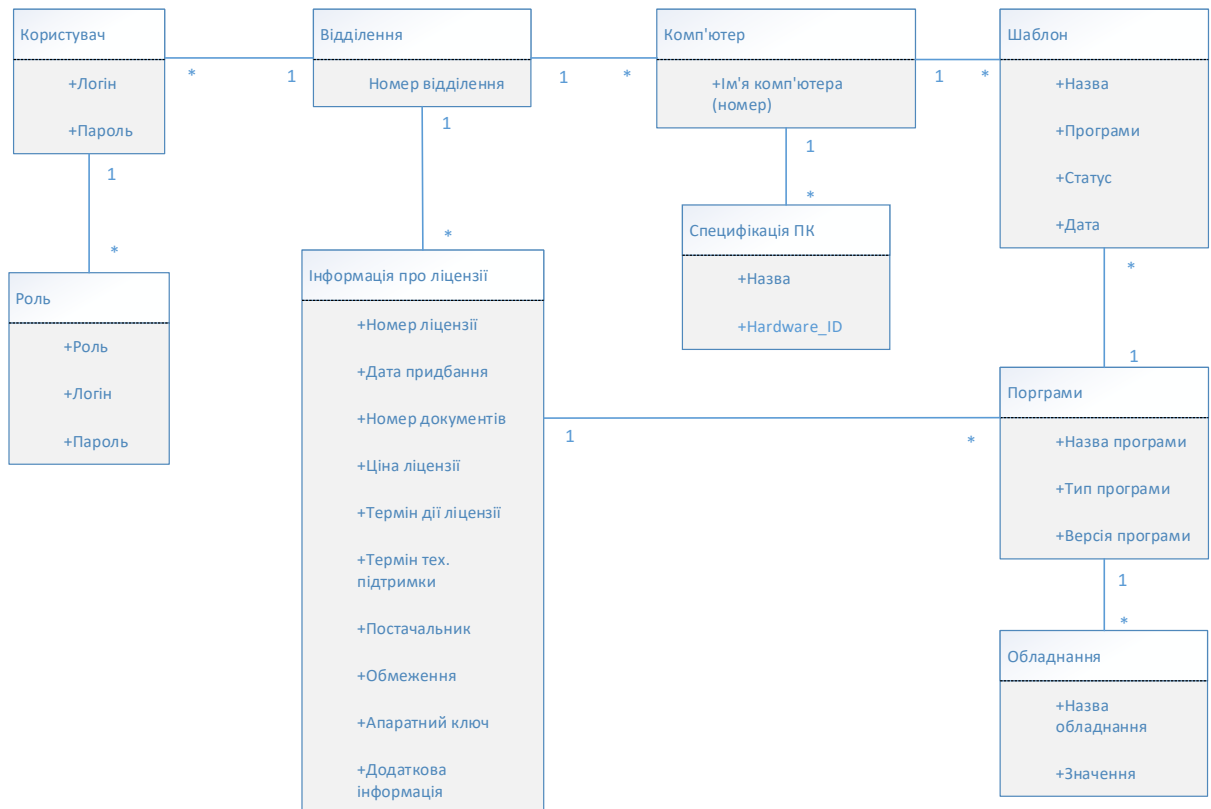 Користувач
+Логін
+Пароль
*
1
Відділення
Номер відділення
1
*
Комп'ютер
+Ім'я комп'ютера
(номер)
1
*
Шаблон
+Назва
+Програми
+Статус
+Дата
1
*
Роль
+Роль
+Логін
+Пароль
1
*
Інформація про ліцензії
+Номер ліцензії
+Дата придбання
+Номер документів
+Ціна ліцензії
+Термін дії ліцензії
+Термін тех.
підтримки
+Постачальник
+Обмеження
+Апаратний ключ
+Додаткова
інформація
1
*
Специфікація ПК
+Назва
+Hardware_ID
*
1
Порграми
+Назва програми
+Тип програми
+Версія програми
1
*
1
*
Обладнання
+Назва
обладнання
+Значення